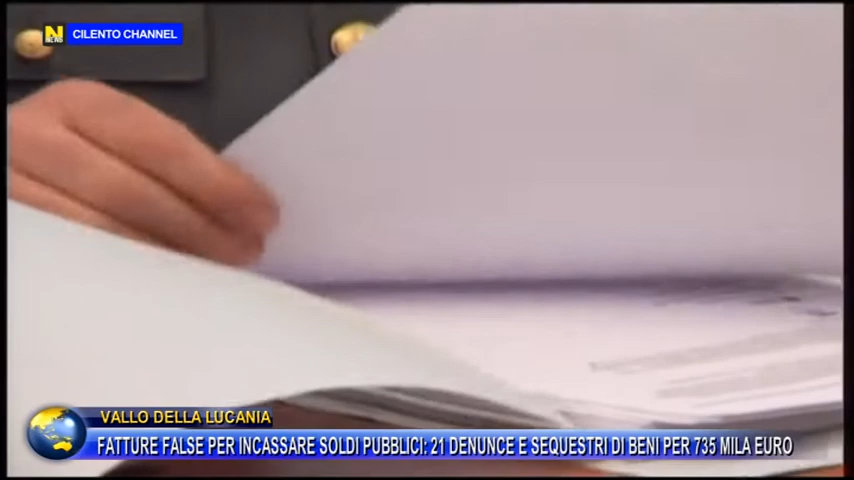 CILENTO CHANNEL
VALLO DELLA LUCANIA
FATTURE FALSE PER INCASSARE SOLDI PUBBLICI: 21 DENUNCE E SEQUESTRI DI BENI PER 735 MILA EURO